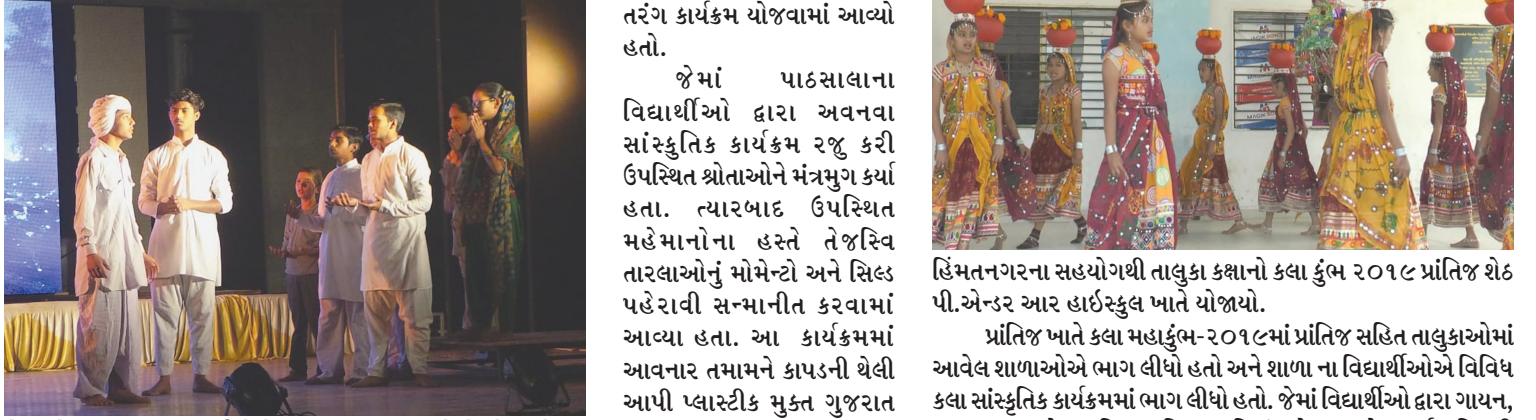 તરંગ કાર્યક્રમ યોજવામાં આવ્યો
હતો.
જેમાં પાઠસાલાના
વિદ્યાર્થીઓ દ્વારા અવનવા
સાંસ્કુતિક કાર્યક્રમ રજુ કરી
ઉપસ્થિત શ્રોતાઓને મંત્રમુગ કર્યા
હતા. ત્યારબાદ ઉપસ્થિત
મહેમાનોના હસ્તે તેજસ્વિ
તારલાઓનું મોમેન્ટો અને સિલ્ડ
પહેરાવી સન્માનીત કરવામાં
આવ્યા હતા. આ કાર્યક્રમમાં
આવનાર તમામને કાપડની થેલી
આપી પ્લાસ્ટીક મુક્ત ગુજરાત
હિંમતનગરના સહયોગથી તાલુકા કક્ષાનો કલા કુંભ ૨૦૧૯ પ્રાંતિજ શેઠ
પી.એન્ડર આર હાઇસ્કુલ ખાતે યોજાયો.
પ્રાંતિજ ખાતે કલા મહાકુંભ-૨૦૧૯માં પ્રાંતિજ સહિત તાલુકાઓમાં
આવેલ શાળાઓએ ભાગ લીધો હતો અને શાળા ના વિદ્યાર્થીઓએ વિવિધ
કલા સાંસ્કૃતિક કાર્યક્રમમાં ભાગ લીધો હતો. જેમાં વિદ્યાર્થીઓ દ્વારા ગાયન,